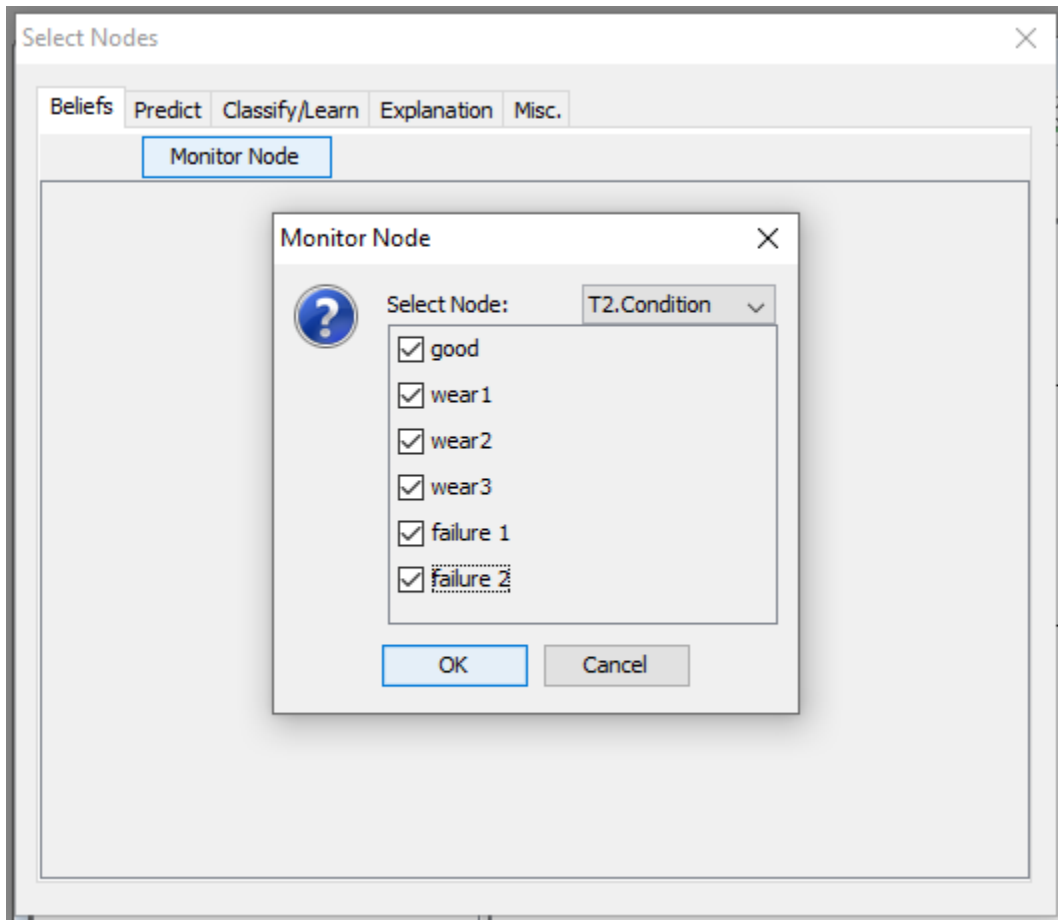 Select Nodes
Beliefs Predict Classify/Learn Explanation Misc.
Monitor Node
Monitor Node
Select Node: T2.Condition
good
wear1
wear2
wear3
failure 1
failure 2
OK Cancel